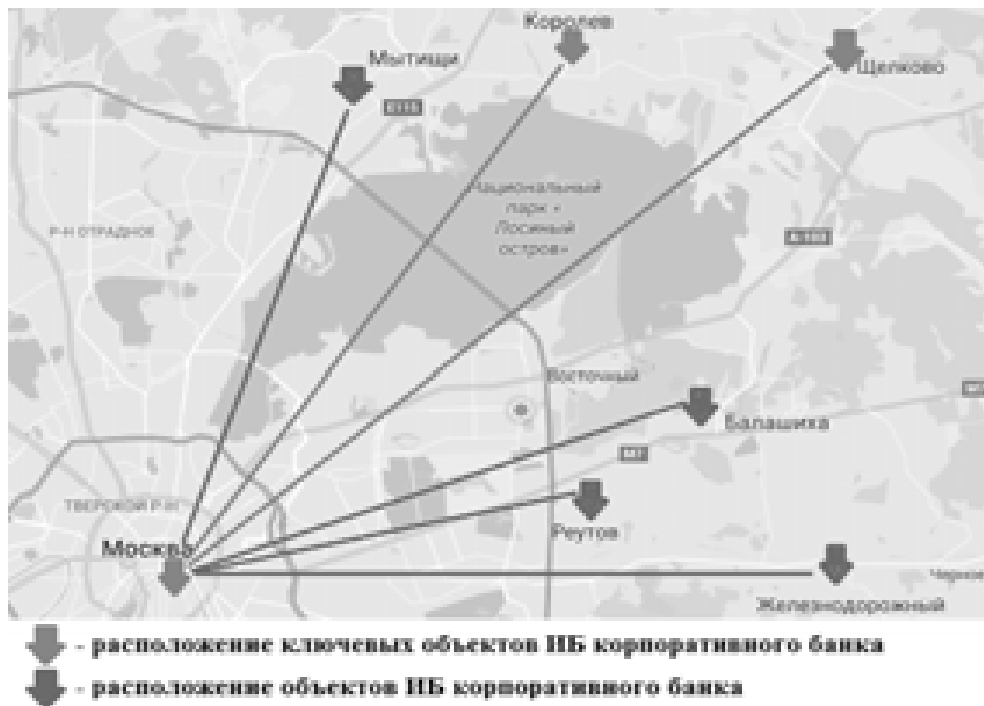 Королев
Мытищи
Щелково
Национальный
парк «
Лосиный
остров»
Р-Н ОТРАДНОЕ
Восточный
Балашиха
М7
ТВЕРСКОЙ Р-Н
Реутов
Москва
Железнодорожный
- расположение ключевых объектов ИБ корпоративного банка
- расположение объектов ИБ корпоративного банка